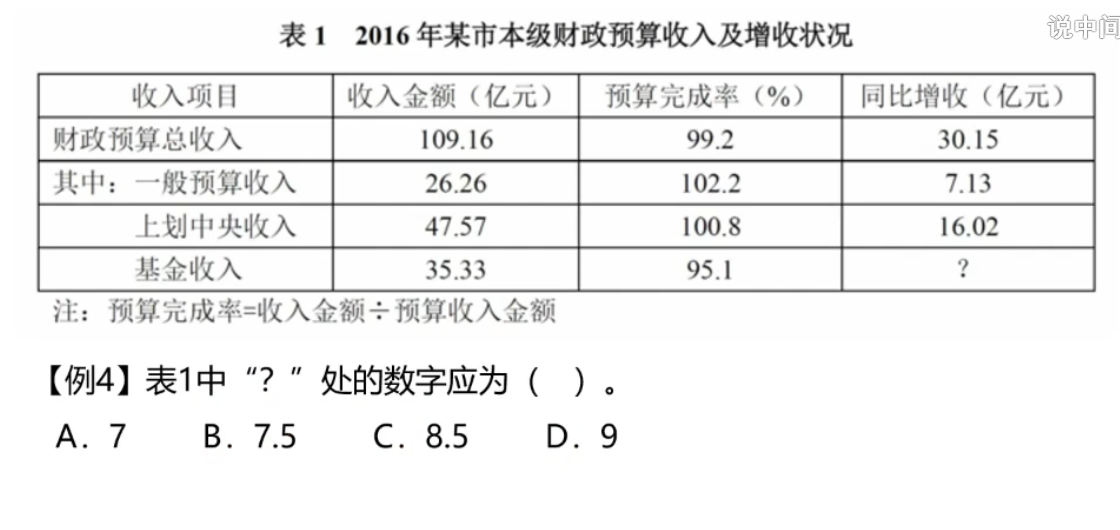 表 1 2016 年某市本级财政预算收入及增收状况
说中间
收入项目 收入金额（亿元） 预算完成率（%） 同比增收（亿元）
财政预算总收入 109.16 99.2 30.15
其中：一般预算收入 26.26 102.2 7.13
上划中央收入 47.57 100.8 16.02
基金收入 35.33 95.1 ？
注：预算完成率=收入金额÷预算收入金额
【例4】表1中“？”处的数字应为（ ）。
A．7 B．7.5 C．8.5 D．9